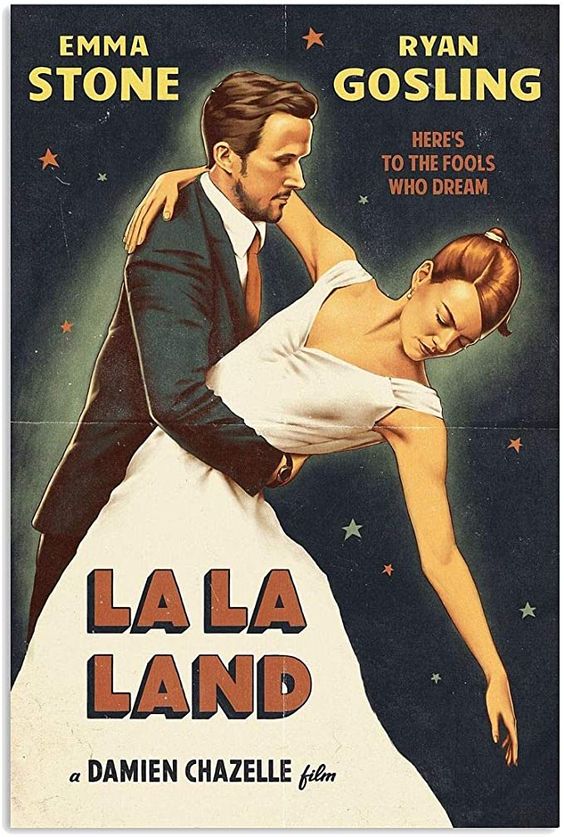 EMMA
STONE
RYAN
GOSLING
HERE'S
TO THE FOOLS
WHO DREAM
LA LA
LAND
a DAMIEN CHAZELLE film